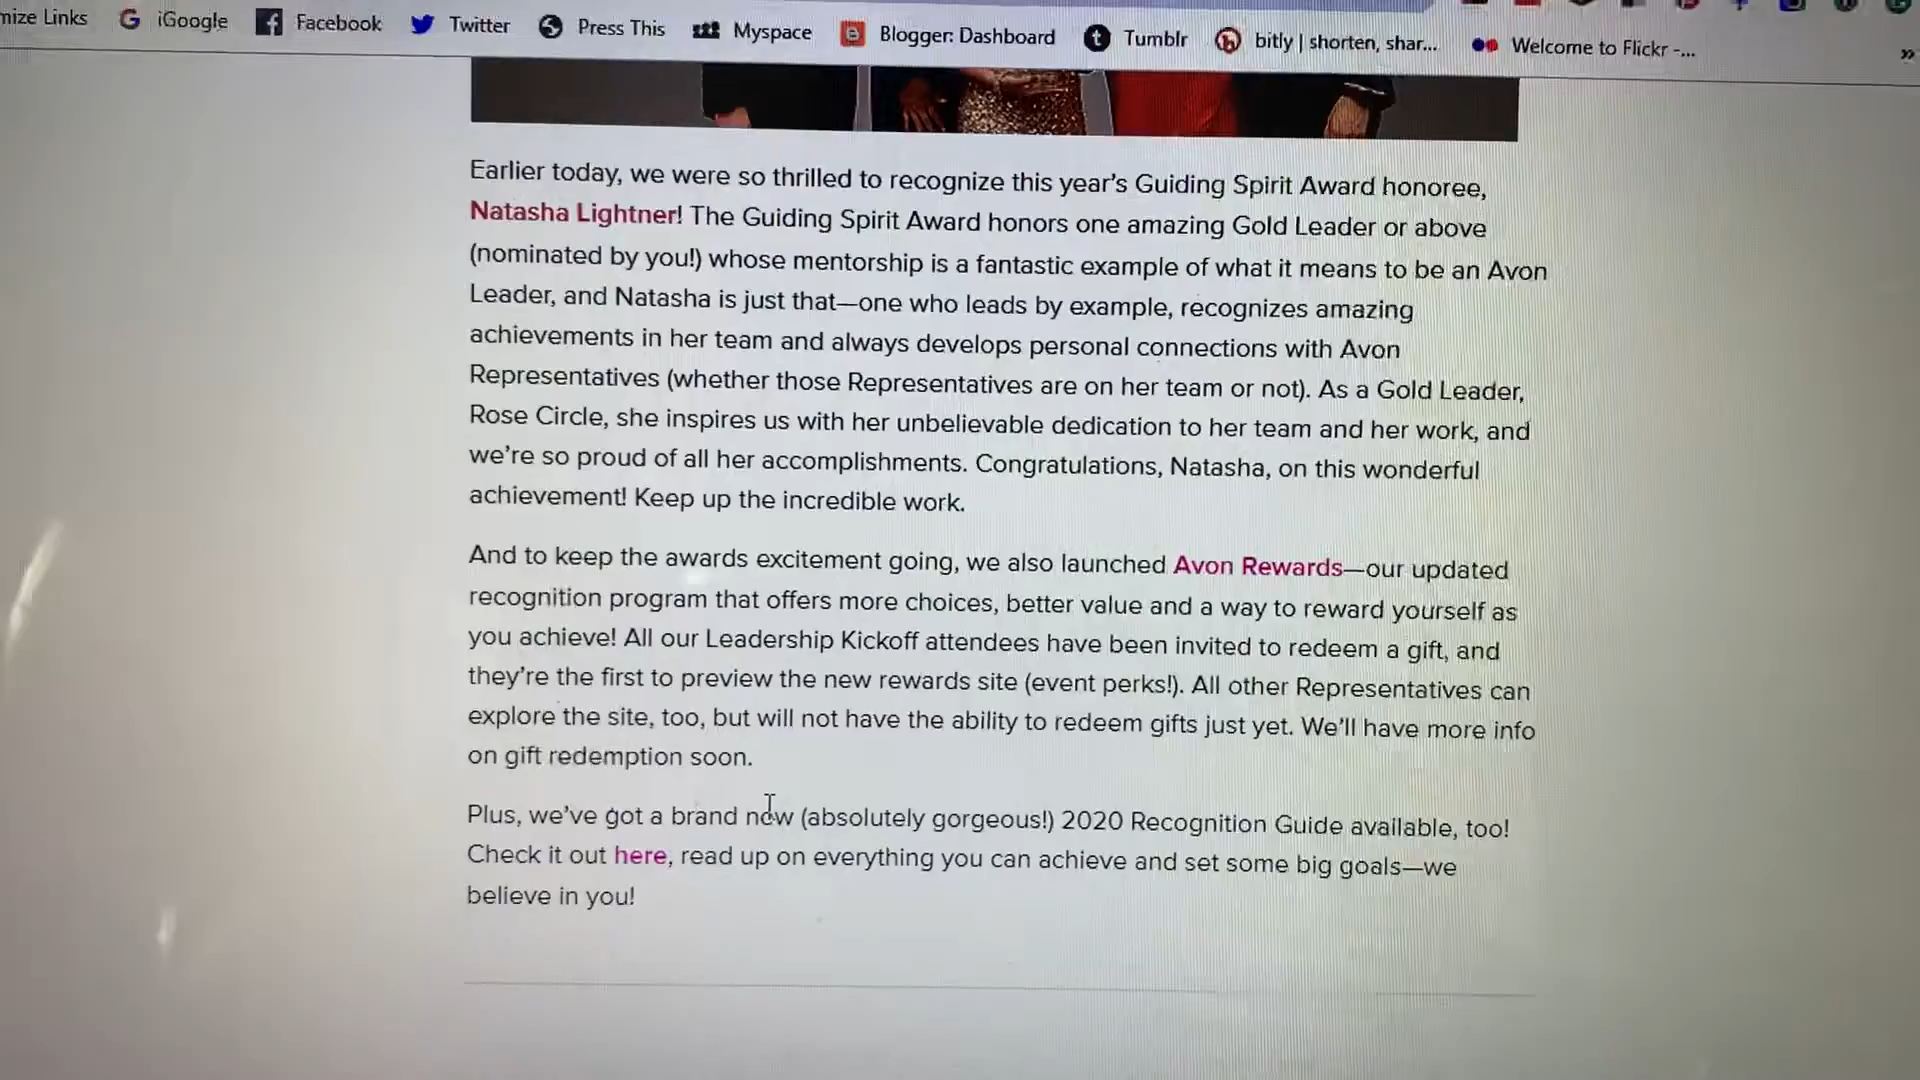 mize Links iGoogle Facebook Twitter Press This Myspace Blogger: Dashboard Tumblr bitly | shorten, shar... Welcome to Flickr -... »
Earlier today, we were so thrilled to recognize this year's Guiding Spirit Award honoree,
Natasha Lightner! The Guiding Spirit Award honors one amazing Gold Leader or above
(nominated by you!) whose mentorship is a fantastic example of what it means to be an Avon
Leader, and Natasha is just that—one who leads by example, recognizes amazing
achievements in her team and always develops personal connections with Avon
Representatives (whether those Representatives are on her team or not). As a Gold Leader,
Rose Circle, she inspires us with her unbelievable dedication to her team and her work, and
we're so proud of all her accomplishments. Congratulations, Natasha, on this wonderful
achievement! Keep up the incredible work.
And to keep the awards excitement going, we also launched Avon Rewards—our updated
recognition program that offers more choices, better value and a way to reward yourself as
you achieve! All our Leadership Kickoff attendees have been invited to redeem a gift, and
they're the first to preview the new rewards site (event perks!). All other Representatives can
explore the site, too, but will not have the ability to redeem gifts just yet. We'll have more info
on gift redemption soon.
Plus, we've got a brand new (absolutely gorgeous!) 2020 Recognition Guide available, too!
Check it out here, read up on everything you can achieve and set some big goals—we
believe in you!